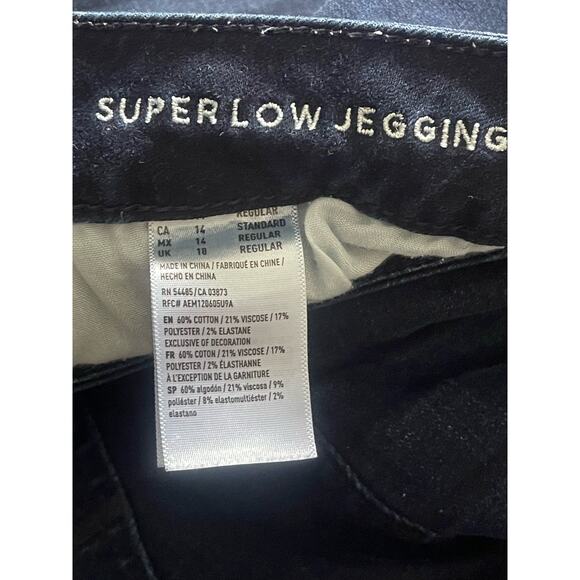 SUPER LOW JEGGING
REGULAR
CA 14 STANDARD
MX 14 REGULAR
UK 18 REGULAR
MADE IN CHINA / FABRIQUÉ EN CHINE /
HECHO EN CHINA
RN 54485/CA 03873
RFC# AEM120605U9A
EN 60% COTTON / 21% VISCOSE / 17%
POLYESTER / 2% ELASTANE
EXCLUSIVE OF DECORATION
FR 60% COTON / 21% VISCOSE / 17%
POLYESTER / 2% ÉLASTHANNE
À L'EXCEPTION DE LA GARNITURE
SP 60% algodón / 21% viscosa / 9%
poliéster / 8% elastomultiéster / 2%
elastano